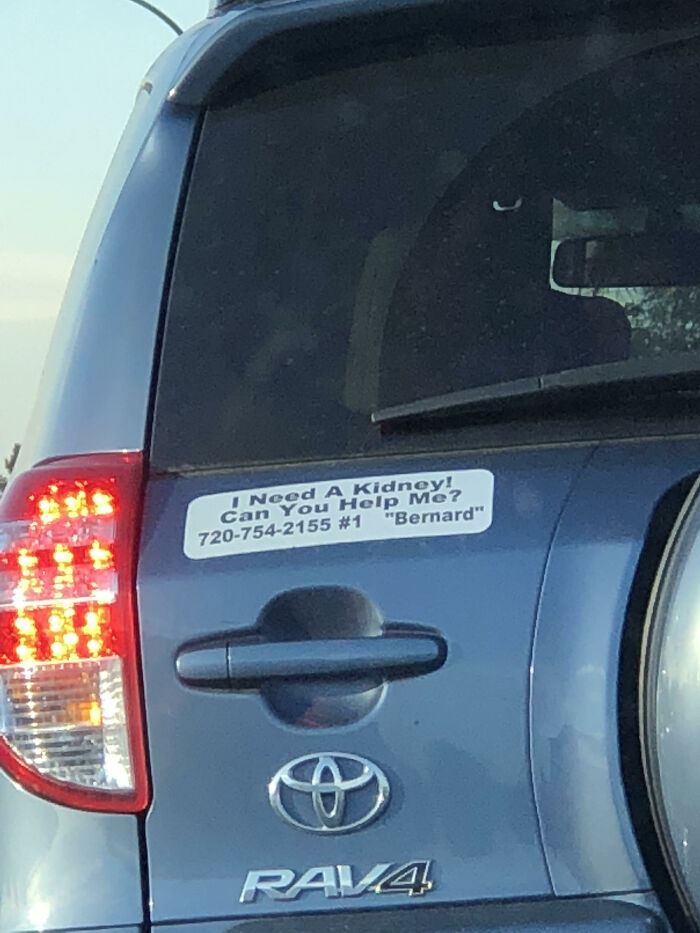 I Need A Kidney!
Can You Help Me?
720-754-2155 #1 "Bernard"
RAV4